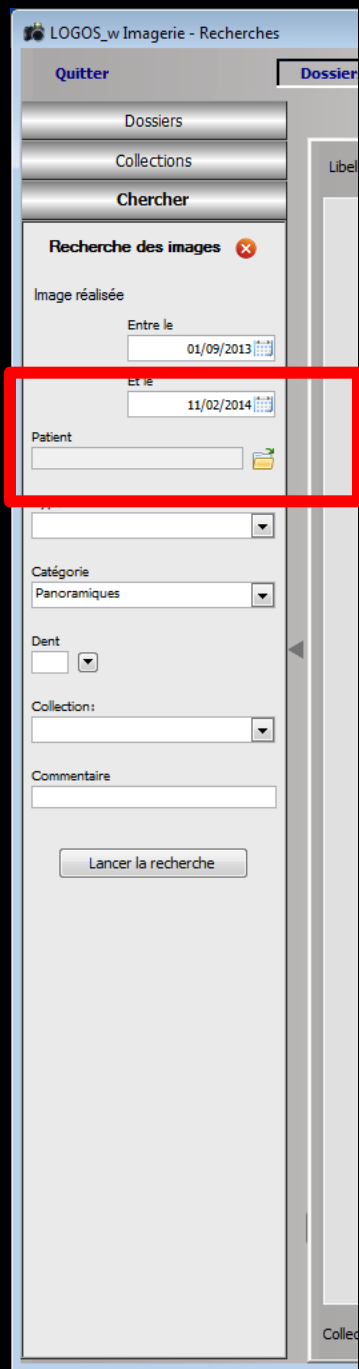 LOGOS_w Imagerie - Recherches
Quitter
Dossier
Dossiers
Collections
Chercher
Libel
Recherche des images
Image réalisée
Entre le
01/09/2013
Et le
11/02/2014
Patient
Catégorie
Panoramiques
Dent
Collection:
Commentaire
Lancer la recherche
Collec